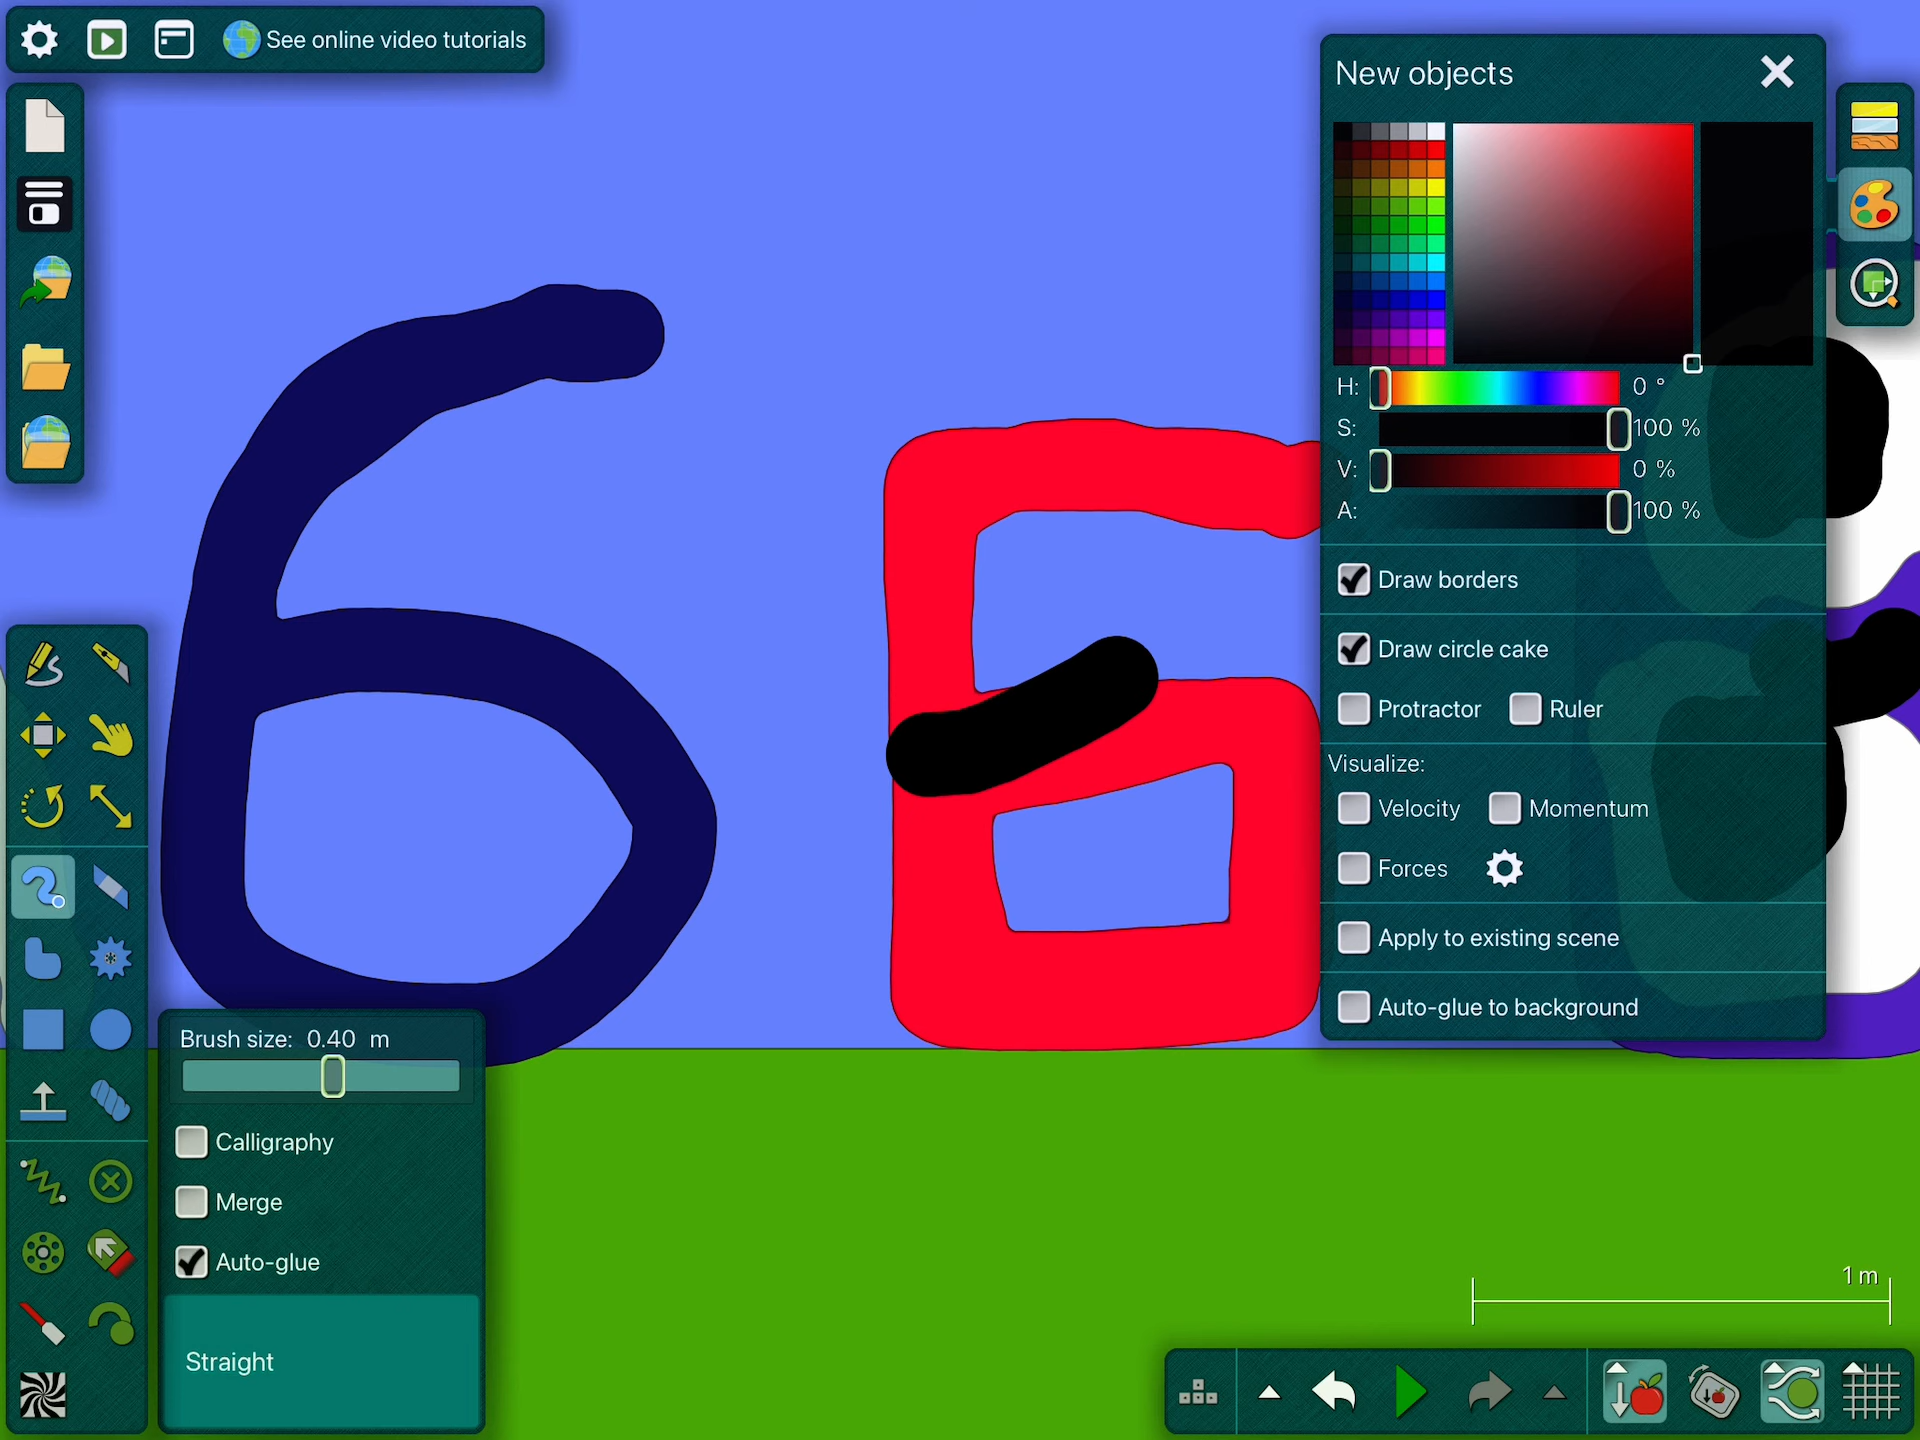 See online video tutorials
New objects
H: 0 °
S: 100 %
V: 0 %
A: 100 %
Draw borders
Draw circle cake
Protractor Ruler
Visualize:
Velocity Momentum
Forces
Apply to existing scene
Auto-glue to background
Brush size: 0.40 m
Calligraphy
Merge
Auto-glue
Straight
1 m
6 6